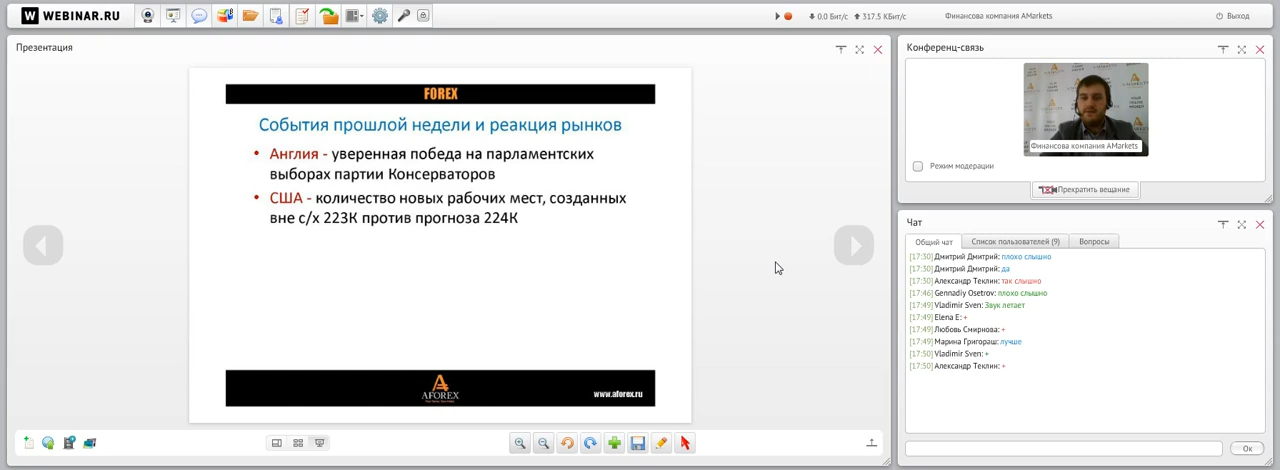 W WEBINAR.RU
0.0 Бит/с 317.5 КБит/с
Финансова компания AMarkets
Выход
Презентация
FOREX
События прошлой недели и реакция рынков
• Англия - уверенная победа на парламентских
выборах партии Консерваторов
• США - количество новых рабочих мест, созданных
вне с/х 223К против прогноза 224К
AFOREX
www.aforex.ru
Конференц-связь
Финансова компания AMarkets
Режим модерации
Прекратить вещание
Чат
Общий чат
Список пользователей (9)
Вопросы
[17:30] Дмитрий Дмитрий: плохо слышно
[17:30] Дмитрий Дмитрий: да
[17:30] Александр Теклин: так слышно
[17:46] Gennadiy Osetrov: плохо слышно
[17:49] Vladimir Sven: Звук летает
[17:49] Elena E: +
[17:49] Любовь Смирнова: +
[17:49] Марина Григораш: лучше
[17:50] Vladimir Sven: +
[17:50] Александр Теклин: +
Ок